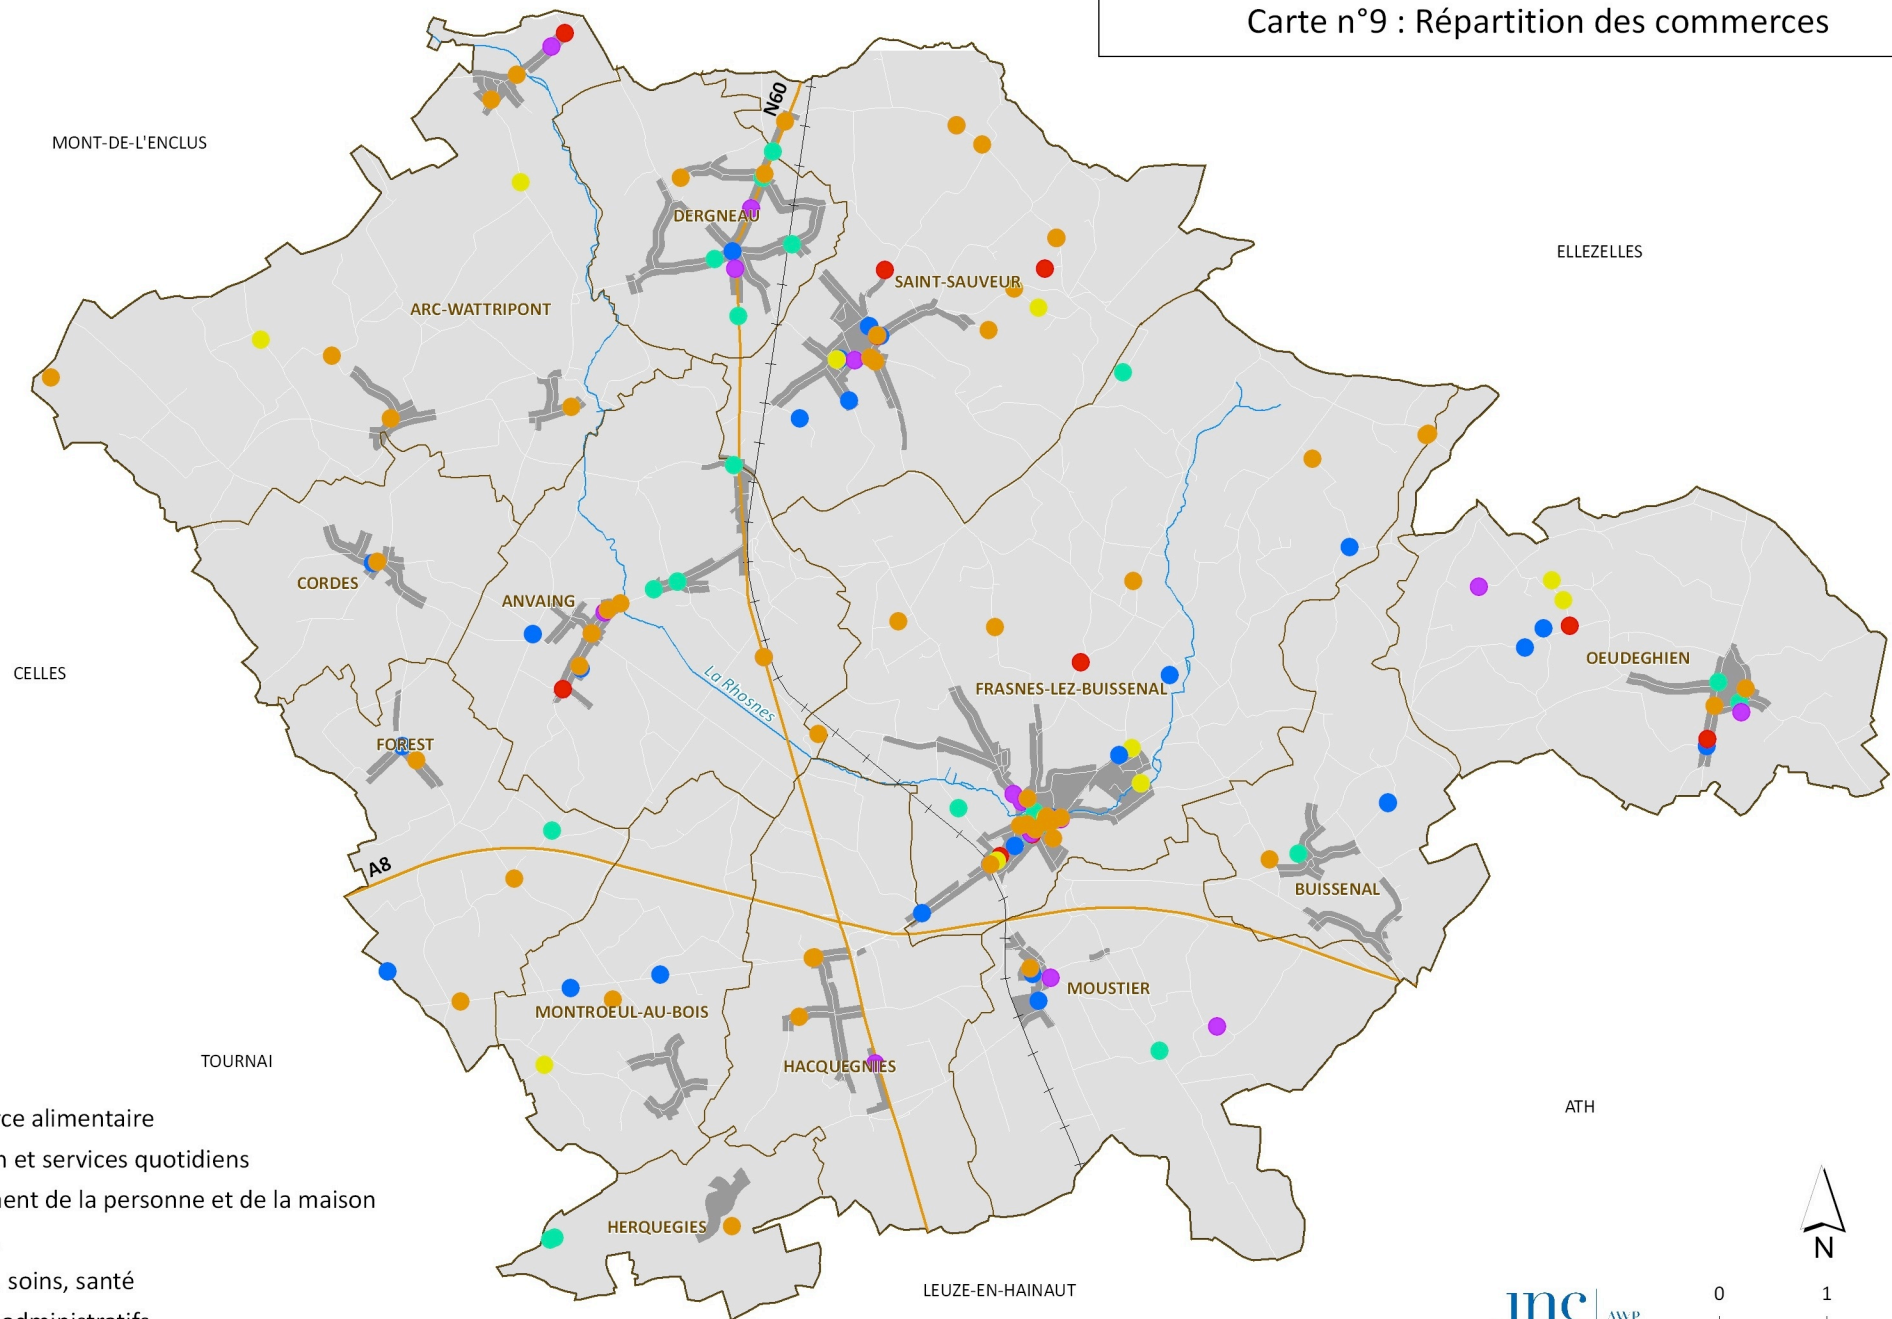 Carte n°9 : Répartition des commerces
N60
MONT-DE-L'ENCLUS
DERGNEAU
ELLEZELLES
SAINT-SAUVEUR
ARC-WATTRIPONT
CORDES
ANVAING
OEUDEGHIEN
CELLES
La Rhosnes
FRASNES-LEZ-BUISSENAL
FOREST
A8
BUISSENAL
MOUSTIER
MONTROEUL-AU-BOIS
TOURNAI
HACQUEGNIES
ATH
ce alimentaire
n et services quotidiens
ent de la personne et de la maison
HERQUEGIES
N
soins, santé
LEUZE-EN-HAINAUT
0 1
administratifs